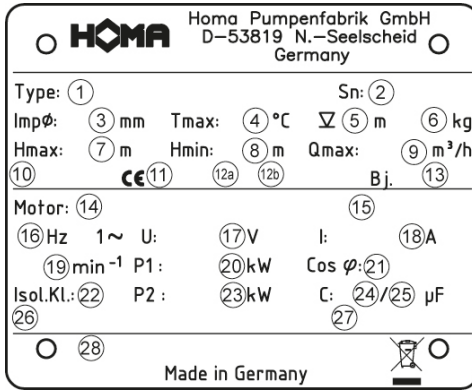 HOMA
Homa Pumpenfabrik GmbH
D-53819 N.-Seelscheid
Germany
Type: ① Sn: ②
Impø: ③ mm Tmax: ④ °C ⑤ m ⑥ kg
Hmax: ⑦ m Hmin: ⑧ m Qmax: ⑨ m³/h
⑩ CE ⑪ 12a 12b Bj. ⑬
Motor: ⑭ ⑮
⑯ Hz 1~ U: ⑰ V I: ⑱ A
⑲ min⁻¹ P1: ⑳ kW Cos φ: ㉑
Isol.Kl.: ㉒ P2: ㉓ kW C: ㉔/㉕ µF
㉖ ㉗
㉘
Made in Germany